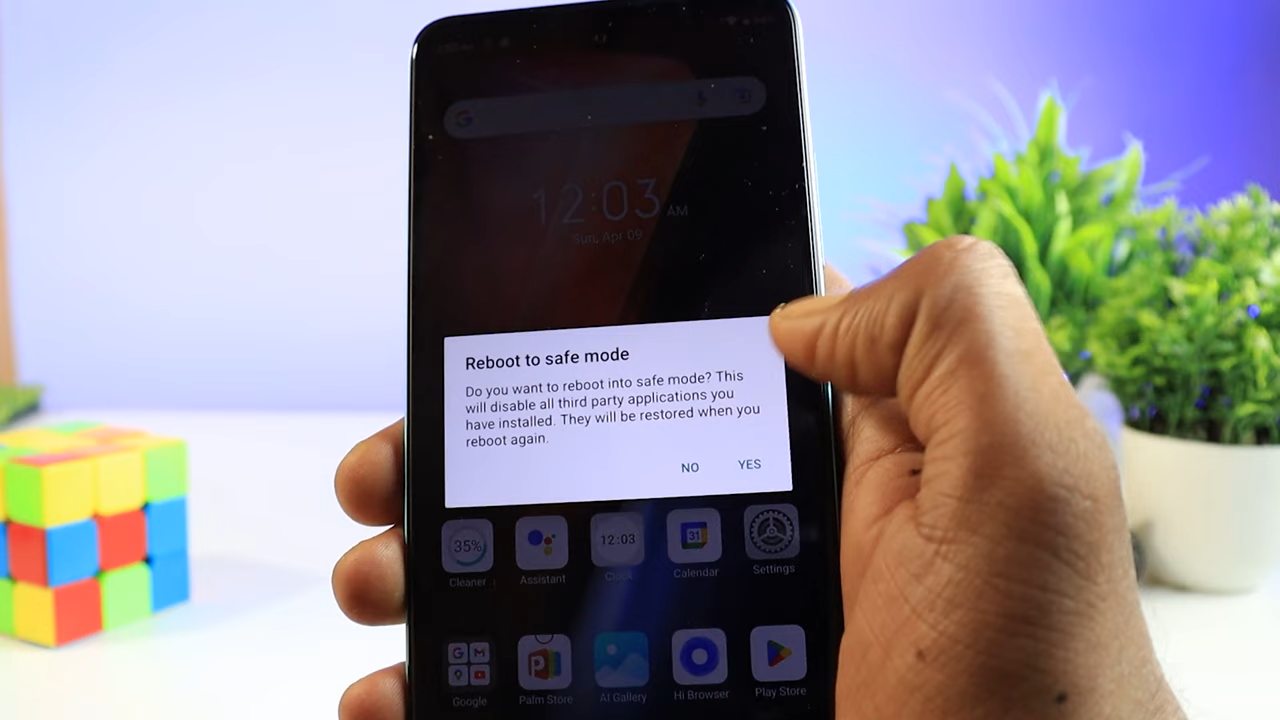 12:03 AM
Sun, Apr 09
Reboot to safe mode
Do you want to reboot into safe mode? This
will disable all third party applications you
have installed. They will be restored when you
reboot again.
NO YES
35% 12:03 31
Cleaner Assistant Clock Calendar Settings
Google Palm Store AI Gallery Hi Browser Play Store